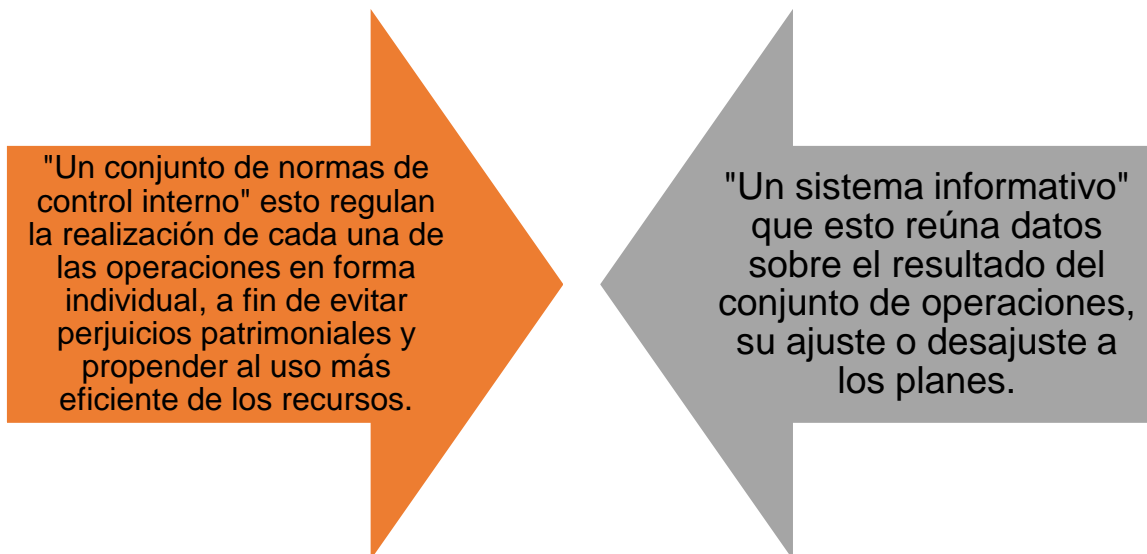 "Un conjunto de normas de
control interno" esto regulan
la realización de cada una de
las operaciones en forma
individual, a fin de evitar
perjuicios patrimoniales y
propender al uso más
eficiente de los recursos.
"Un sistema informativo"
que esto reúna datos
sobre el resultado del
conjunto de operaciones,
su ajuste o desajuste a
los planes.